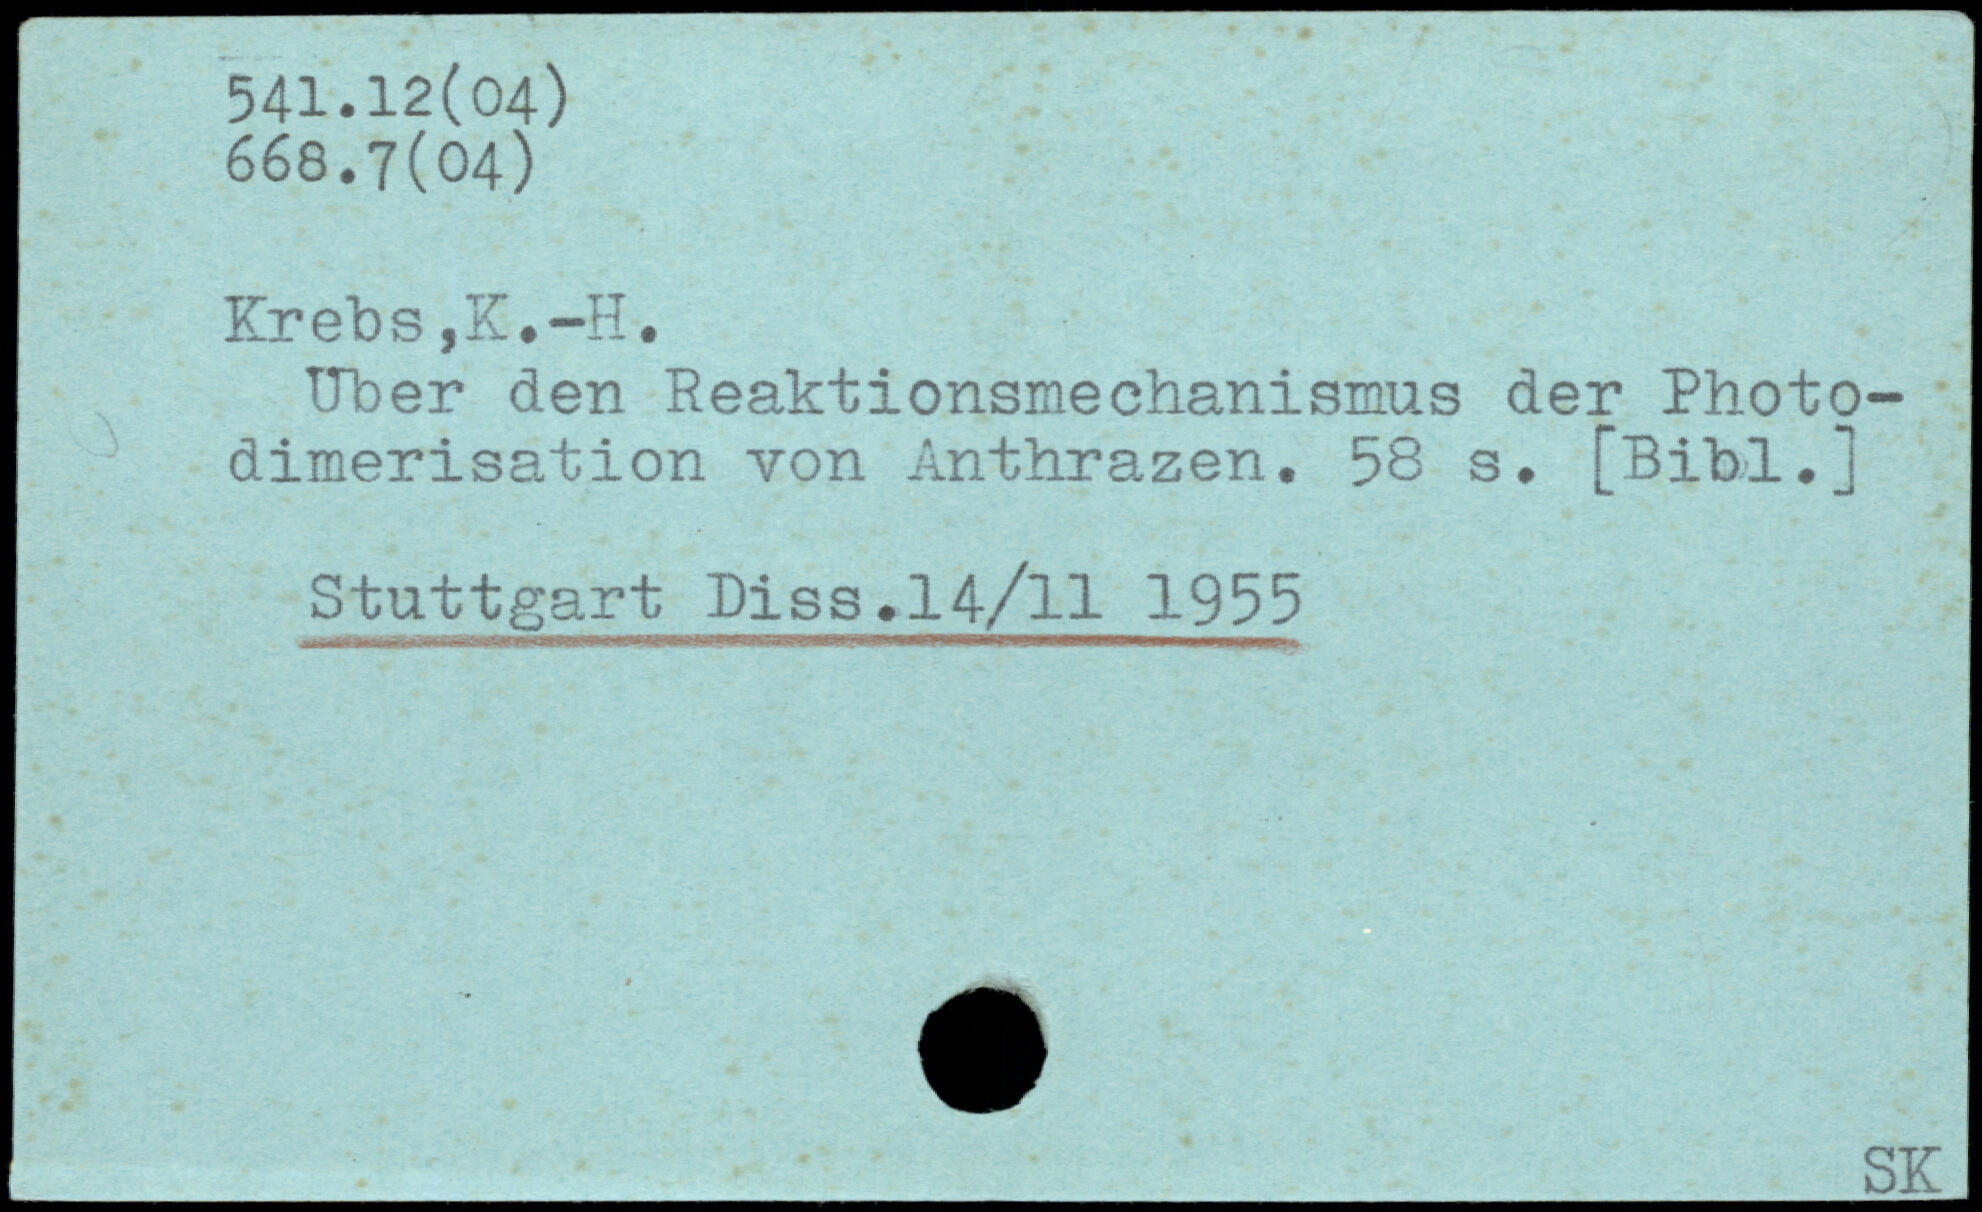 541.12(04)
668.7(04)
Krebs,K.-H.
Über den Reaktionsmechanismus der Photo-
dimerisation von Anthrazen. 58 s. [Bibl.]
Stuttgart Diss.14/11 1955
SK